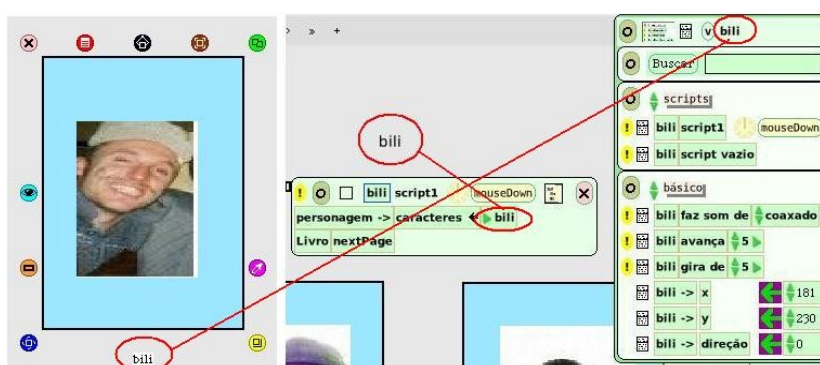 bili
» +
bili
! O bili script1 mouseDown
personagem -> caracteres bili
Livro nextPage
v bili
Buscar
scripts
! bili script1 mouseDown
! bili script vazio
básico
! bili faz som de coaxado
! bili avança 5
! bili gira de 5
bili -> x 181
bili -> y 230
bili -> direção 0